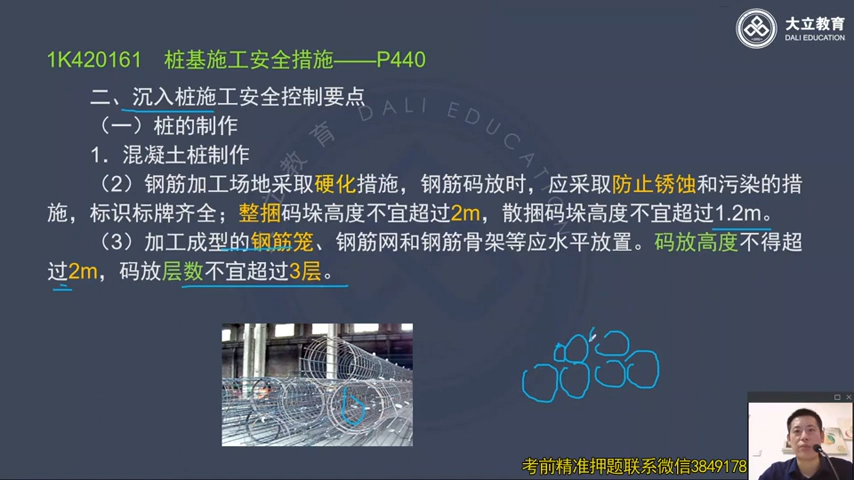 大立教育
DALI EDUCATION
1K420161 桩基施工安全措施——P440
二、沉入桩施工安全控制要点
（一）桩的制作
1．混凝土桩制作
（2）钢筋加工场地采取硬化措施，钢筋码放时，应采取防止锈蚀和污染的措
施，标识标牌齐全；整捆码垛高度不宜超过2m，散捆码垛高度不宜超过1.2m。
（3）加工成型的钢筋笼、钢筋网和钢筋骨架等应水平放置。码放高度不得超
过2m，码放层数不宜超过3层。
考前精准押题联系微信3849178